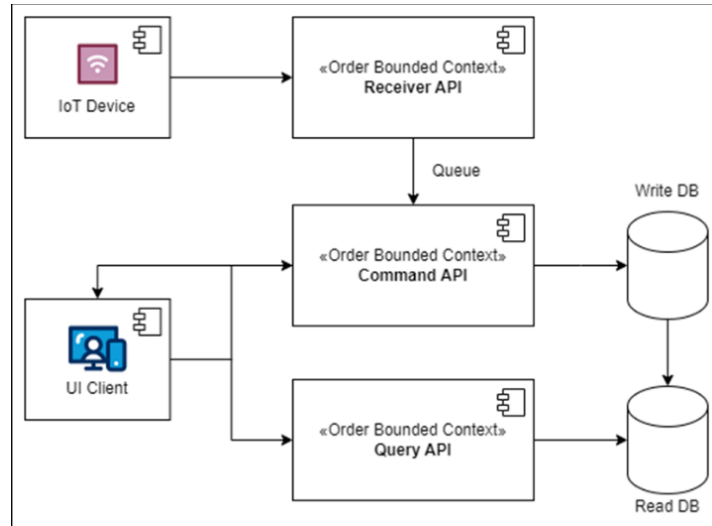 IoT Device
«Order Bounded Context»
Receiver API
Queue
Write DB
«Order Bounded Context»
Command API
UI Client
«Order Bounded Context»
Query API
Read DB